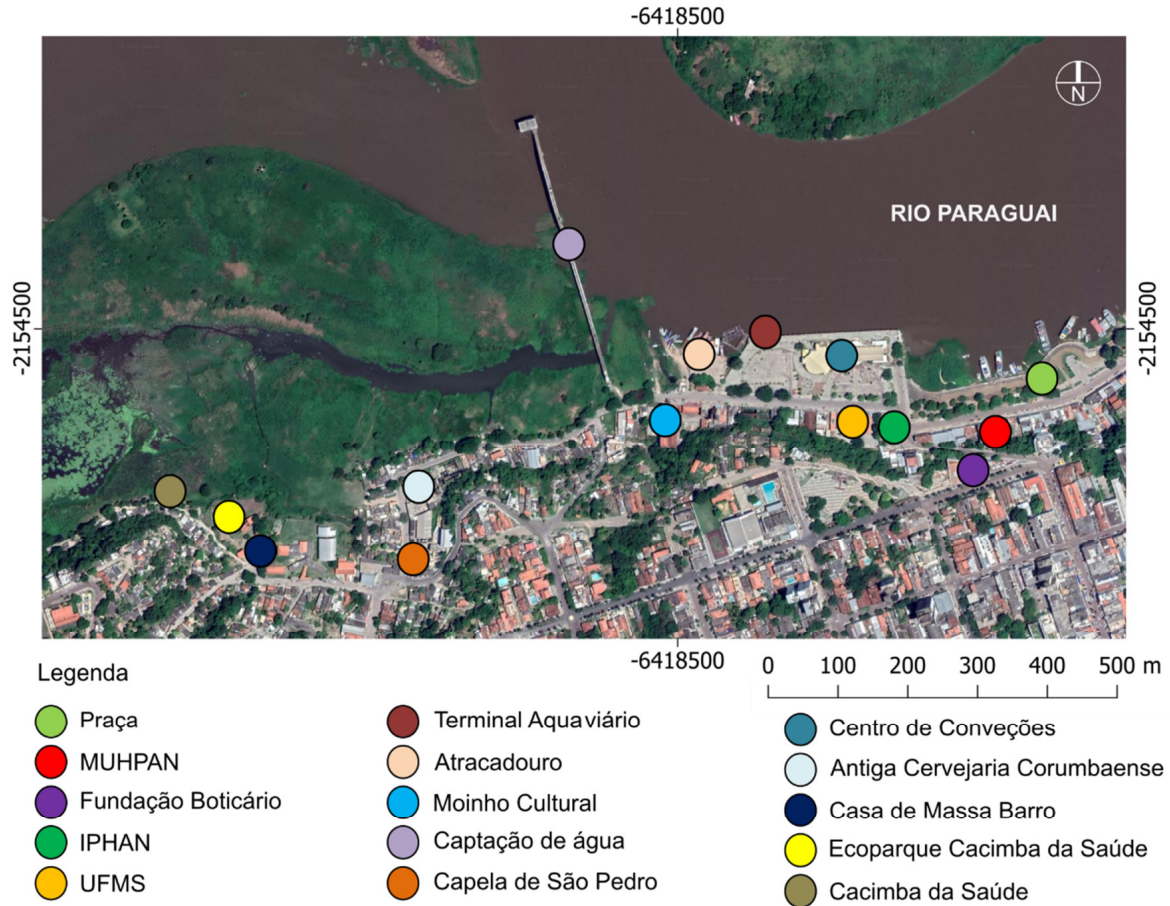 -6418500
N
RIO PARAGUAI
-2154500
-2154500
-6418500
0 100 200 300 400 500 m
Legenda
Praça
MUHPAN
Fundação Boticário
IPHAN
UFMS
Terminal Aquaviário
Atracadouro
Moinho Cultural
Captação de água
Capela de São Pedro
Centro de Conveções
Antiga Cervejaria Corumbaense
Casa de Massa Barro
Ecoparque Cacimba da Saúde
Cacimba da Saúde